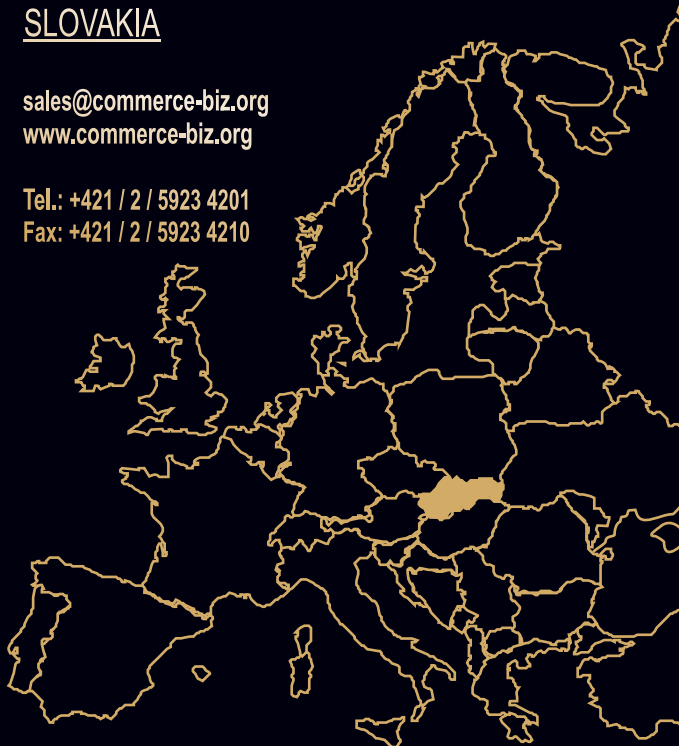 SLOVAKIA
sales@commerce-biz.org
www.commerce-biz.org
Tel.: +421 / 2 / 5923 4201
Fax: +421 / 2 / 5923 4210